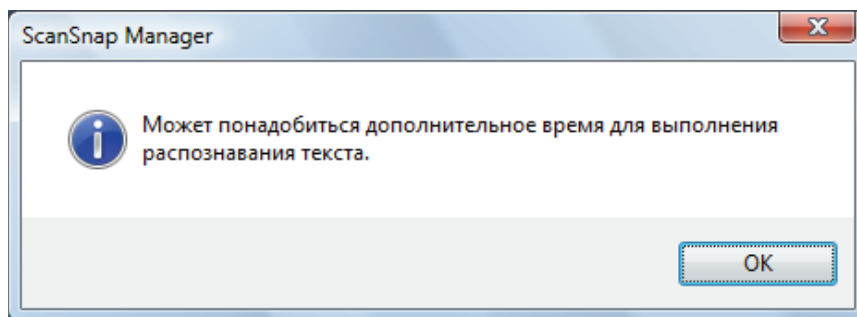 ScanSnap Manager
Может понадобиться дополнительное время для выполнения
распознавания текста.
OK